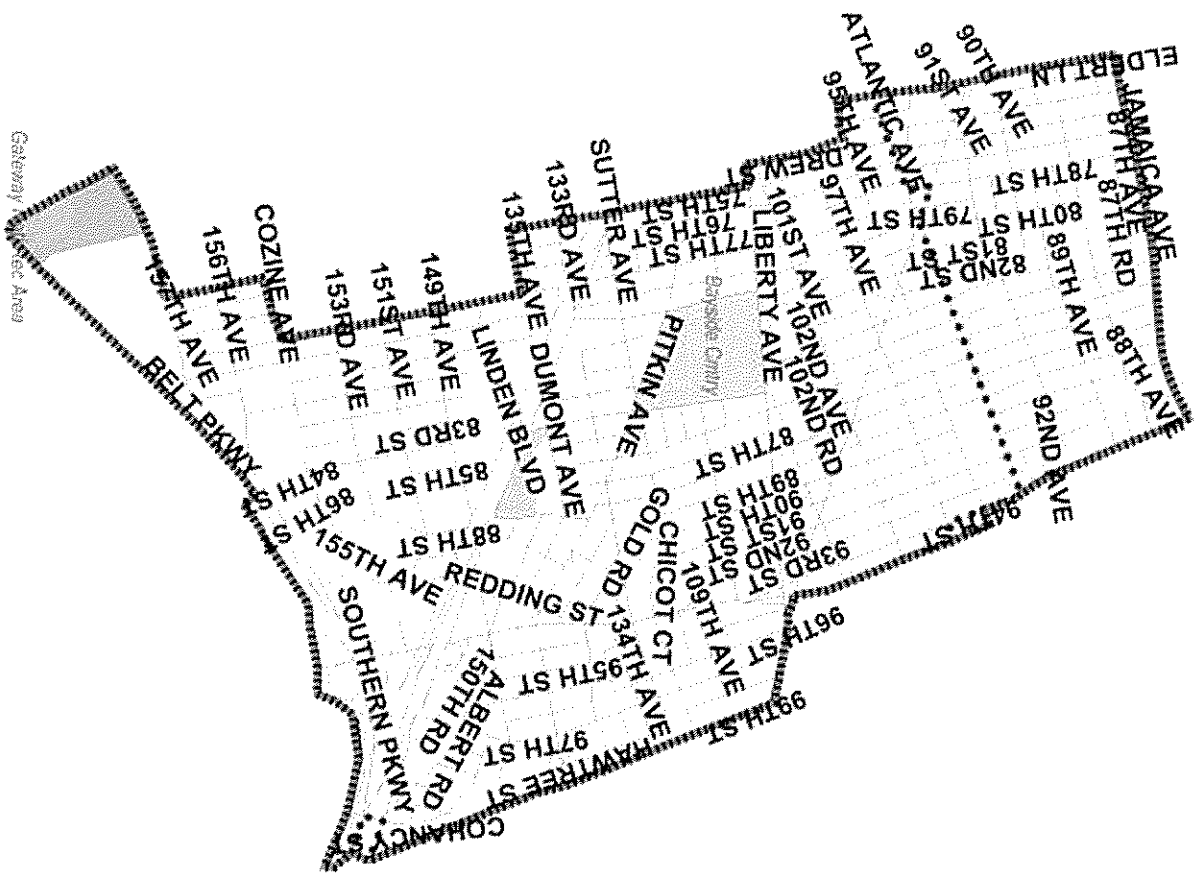 ELDERT LN
90TH AVE
91ST AVE
ATLANTIC AVE
95TH AVE
JAMAICA AVE
87TH AVE
87TH RD
78TH ST
80TH ST
79TH ST
81ST ST
82ND ST
89TH AVE
88TH AVE
92ND AVE
97TH AVE
DREW ST
75TH ST
76TH ST
77TH ST
101ST AVE
LIBERTY AVE
102ND AVE
102ND RD
SUTTER AVE
133RD AVE
135TH AVE
Gateway
Rec Area
COZINE AVE
156TH AVE
157TH AVE
153RD AVE
151ST AVE
149TH AVE
LINDEN BLVD
DUMONT AVE
PITKIN AVE
Bayside Cmtry
BELT PKWY
83RD ST
84TH S
85TH ST
86TH S
88TH ST
87TH ST
89TH ST
90TH ST
91ST ST
92ND ST
93RD ST
94TH ST
GOLD RD
CHICOT CT
109TH AVE
96TH ST
99TH ST
155TH AVE
REDDING ST
134TH AVE
95TH ST
SOUTHERN PKWY
150TH RD
ALBERT RD
97TH ST
HAWTREE ST
COHANCY ST